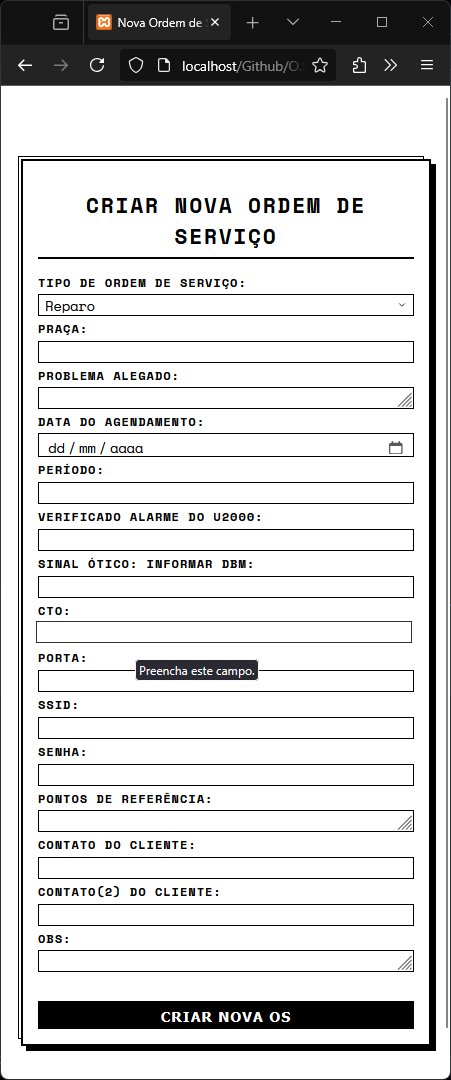 Nova Ordem de
localhost/Github/O.
CRIAR NOVA ORDEM DE
SERVIÇO
TIPO DE ORDEM DE SERVIÇO:
Reparo
PRAÇA:
PROBLEMA ALEGADO:
DATA DO AGENDAMENTO:
dd / mm / aaaa
PERÍODO:
VERIFICADO ALARME DO U2000:
SINAL ÓTICO: INFORMAR DBM:
CTO:
PORTA:
Preencha este campo.
SSID:
SENHA:
PONTOS DE REFERÊNCIA:
CONTATO DO CLIENTE:
CONTATO(2) DO CLIENTE:
OBS:
CRIAR NOVA OS